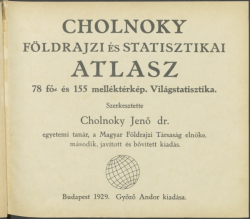 CHOLNOKY
FÖLDRAJZI ÉS STATISZTIKAI
ATLASZ
78 fő- és 155 melléktérkép. Világstatisztika.
Szerkesztette
Cholnoky Jenő dr.
egyetemi tanár, a Magyar Földrajzi Társaság elnöke.
második, javított és bővített kiadás.
Budapest 1929. Győző Andor kiadása.